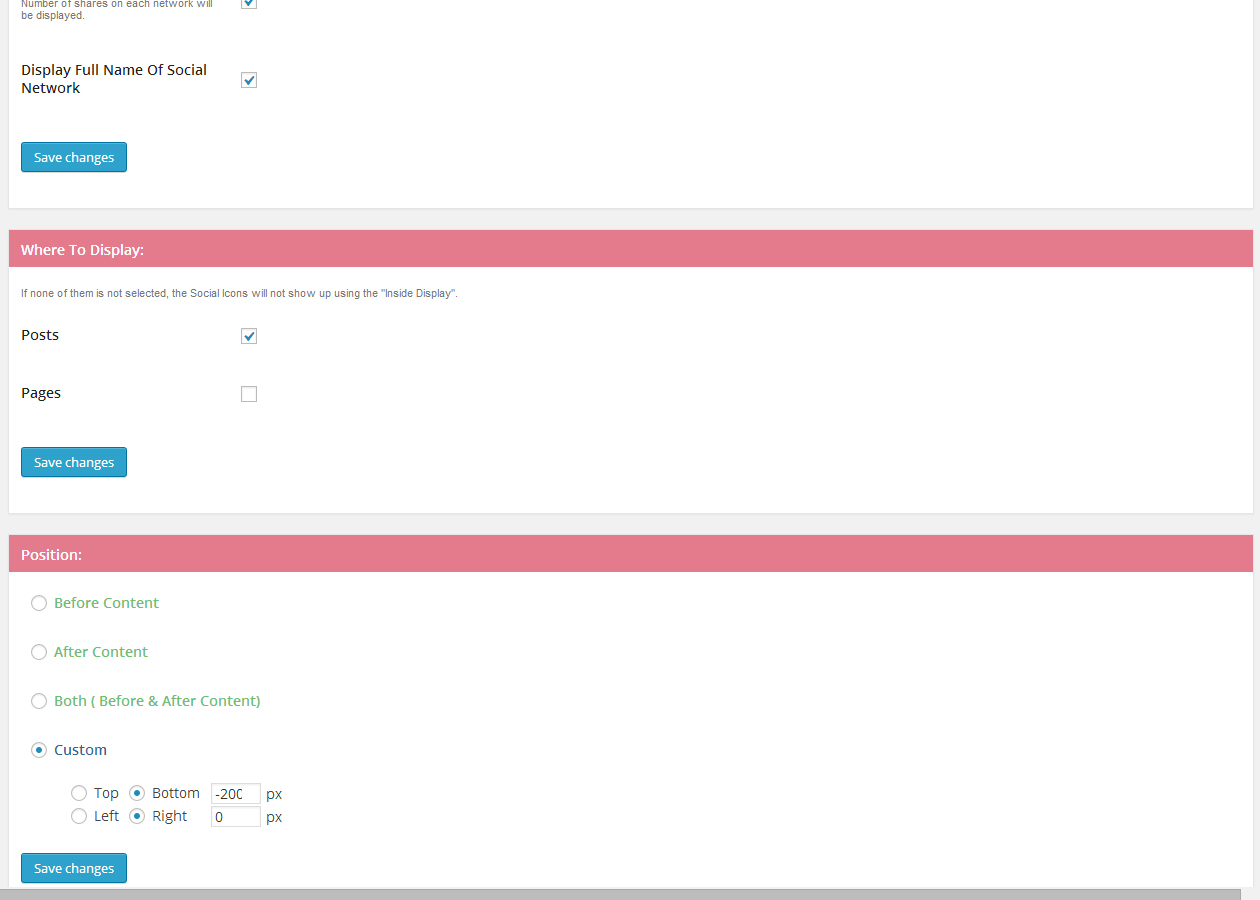 Number of shares on each network will
be displayed.
Display Full Name Of Social
Network
Save changes
Where To Display:
If none of them is not selected, the Social Icons will not show up using the "Inside Display".
Posts
Pages
Save changes
Position:
Before Content
After Content
Both ( Before & After Content)
Custom
Top Bottom -200 px
Left Right 0 px
Save changes